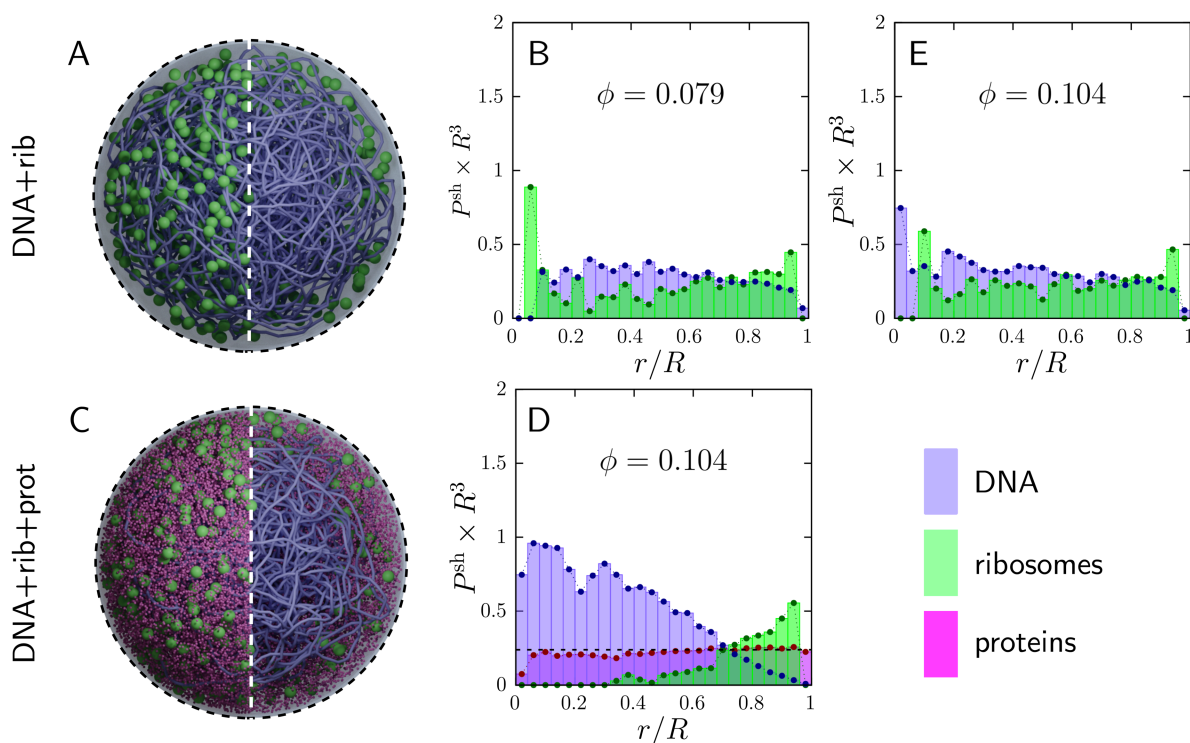 A
DNA+rib
B
ϕ = 0.079
P^sh × R^3
2
1.5
1
0.5
0
0 0.2 0.4 0.6 0.8 1
r/R
E
ϕ = 0.104
P^sh × R^3
2
1.5
1
0.5
0
0 0.2 0.4 0.6 0.8 1
r/R
C
DNA+rib+prot
D
ϕ = 0.104
P^sh × R^3
2
1.5
1
0.5
0
0 0.2 0.4 0.6 0.8 1
r/R
DNA
ribosomes
proteins